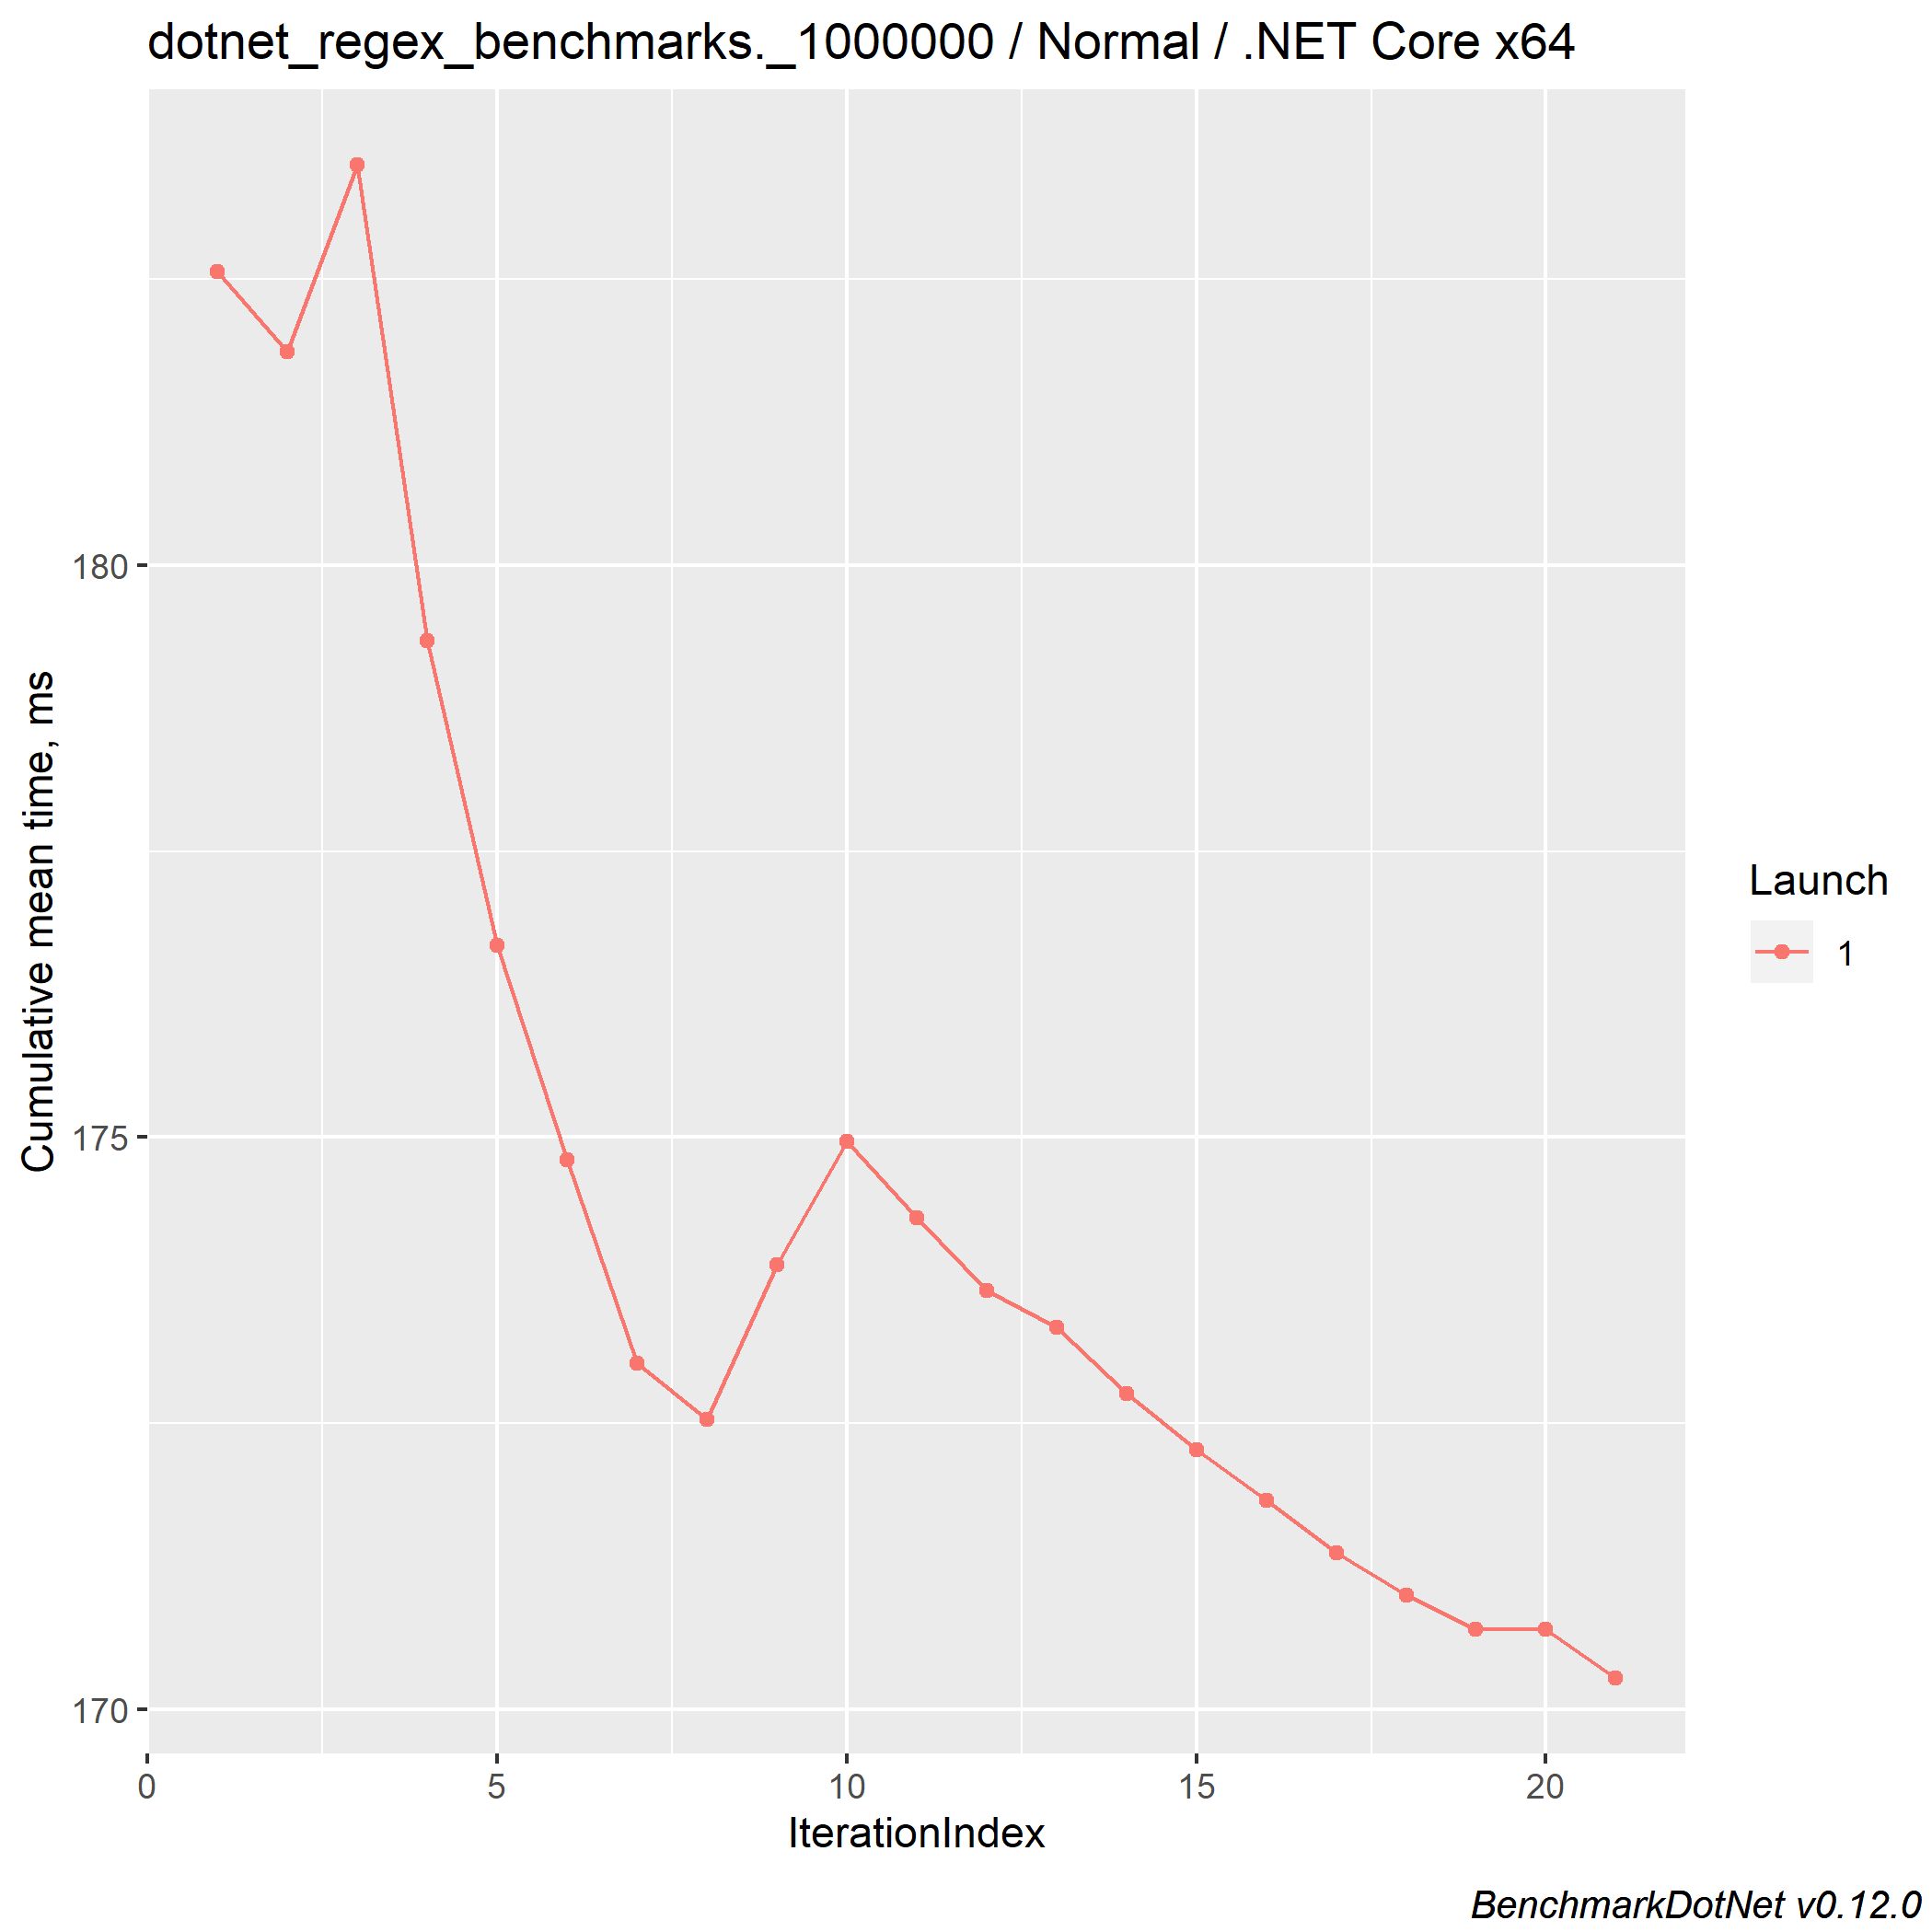 dotnet_regex_benchmarks._1000000 / Normal / .NET Core x64
Cumulative mean time, ms
180
175
170
0 5 10 15 20
IterationIndex
Launch
1
BenchmarkDotNet v0.12.0